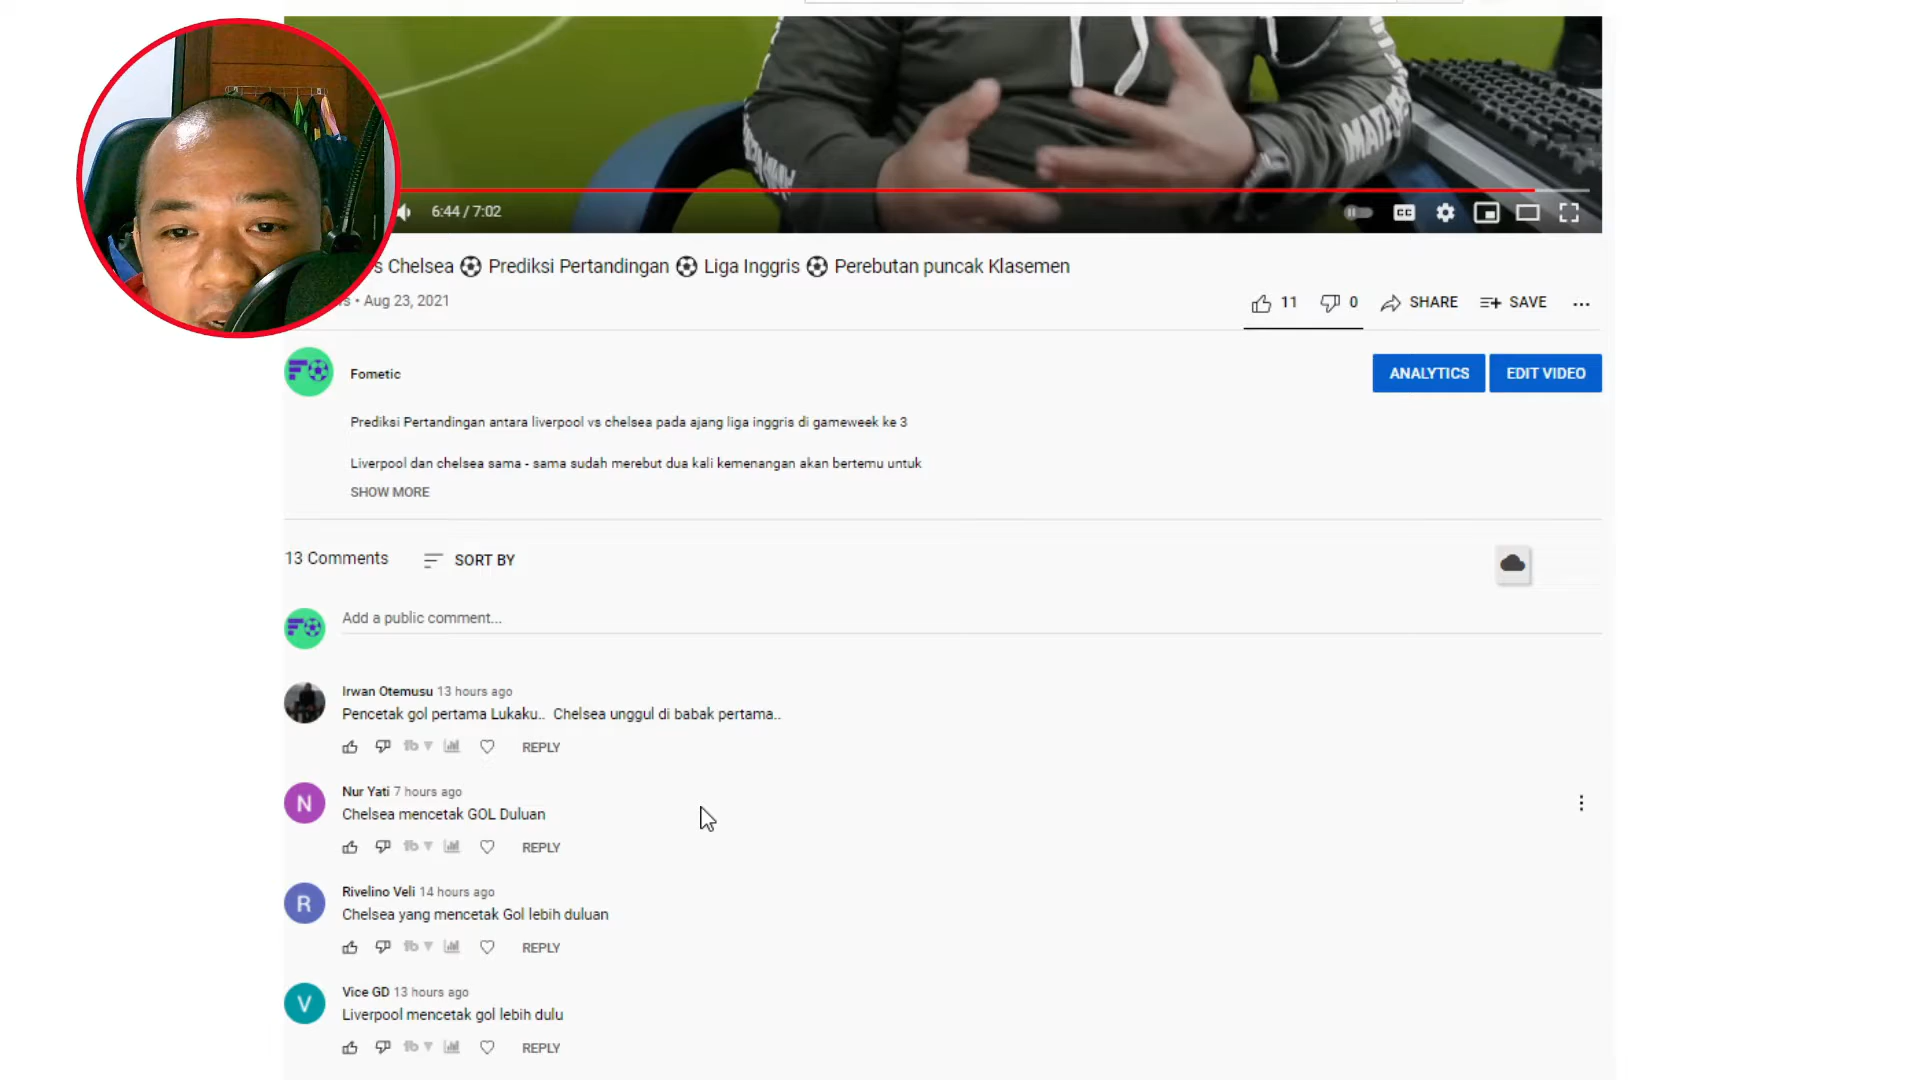 6:44 / 7:02
CC
s Chelsea ⚽ Prediksi Pertandingan ⚽ Liga Inggris ⚽ Perebutan puncak Klasemen
• Aug 23, 2021
11
0
SHARE
SAVE
Fometic
ANALYTICS
EDIT VIDEO
Prediksi Pertandingan antara liverpool vs chelsea pada ajang liga inggris di gameweek ke 3
Liverpool dan chelsea sama - sama sudah merebut dua kali kemenangan akan bertemu untuk
SHOW MORE
13 Comments
SORT BY
Add a public comment...
Irwan Otemusu 13 hours ago
Pencetak gol pertama Lukaku.. Chelsea unggul di babak pertama..
REPLY
N
Nur Yati 7 hours ago
Chelsea mencetak GOL Duluan
REPLY
R
Rivelino Veli 14 hours ago
Chelsea yang mencetak Gol lebih duluan
REPLY
V
Vice GD 13 hours ago
Liverpool mencetak gol lebih dulu
REPLY